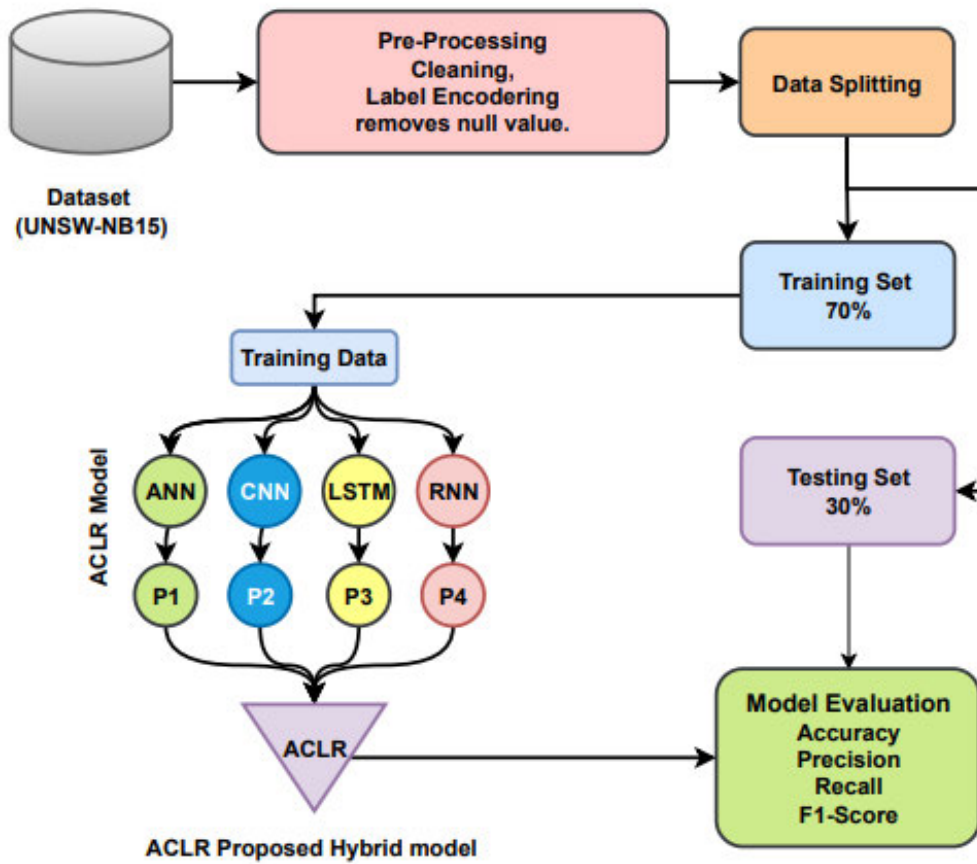 Pre-Processing
Cleaning,
Label Encodering
removes null value.
Data Splitting
Dataset
(UNSW-NB15)
Training Set
70%
Training Data
ACLR Model
ANN
CNN
LSTM
RNN
P1
P2
P3
P4
Testing Set
30%
ACLR
Model Evaluation
Accuracy
Precision
Recall
F1-Score
ACLR Proposed Hybrid model